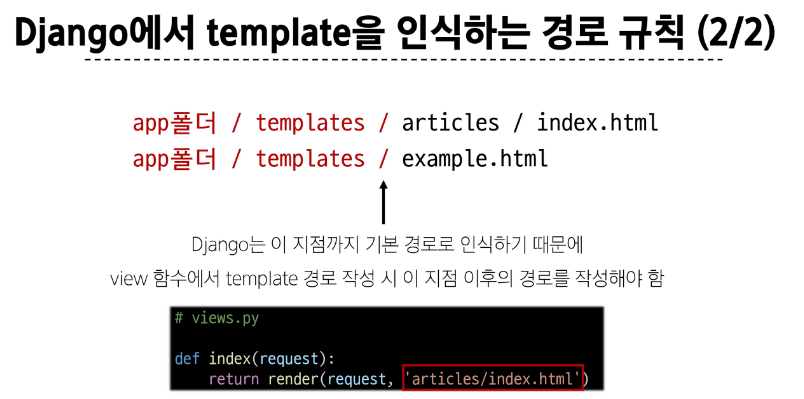 Django에서 template을 인식하는 경로 규칙 (2/2)
app폴더 / templates / articles / index.html
app폴더 / templates / example.html
Django는 이 지점까지 기본 경로로 인식하기 때문에
view 함수에서 template 경로 작성 시 이 지점 이후의 경로를 작성해야 함
# views.py
def index(request):
    return render(request, 'articles/index.html')